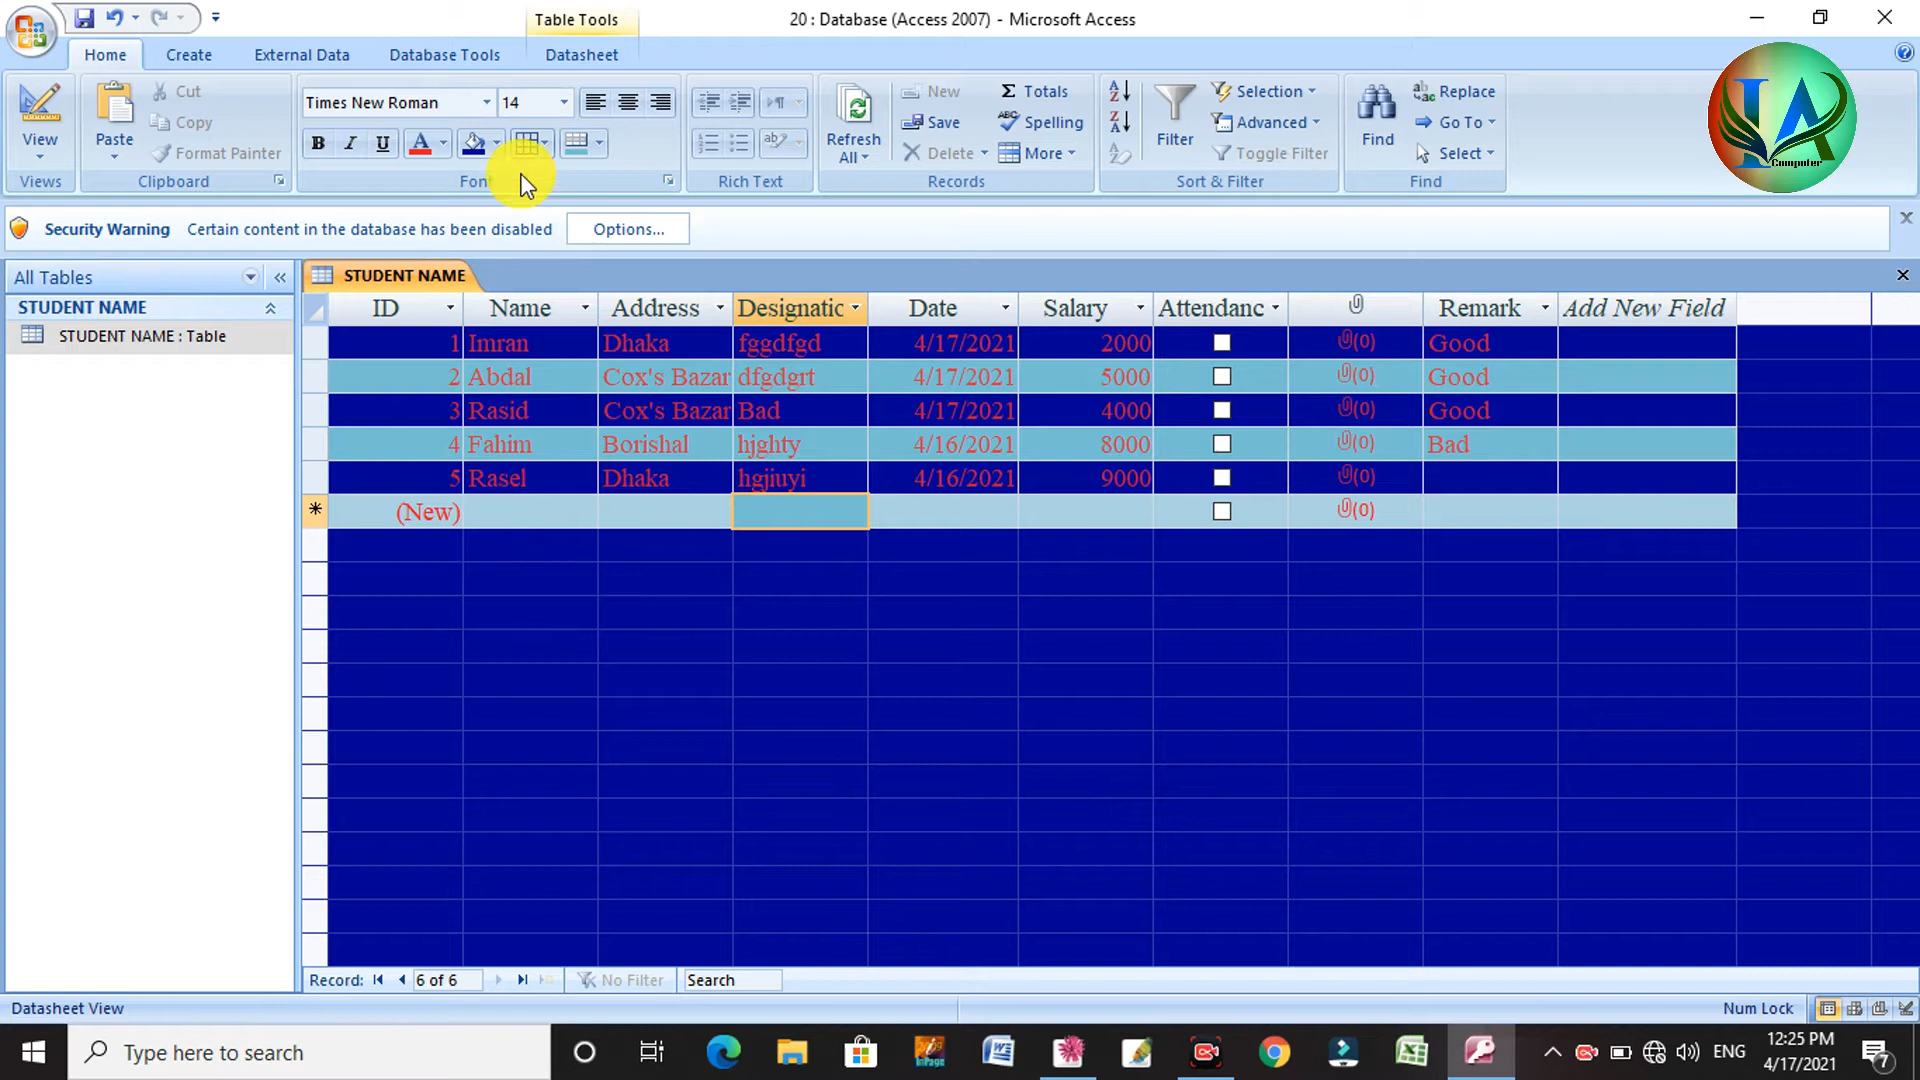 Table Tools
20 : Database (Access 2007) - Microsoft Access
Home Create External Data Database Tools Datasheet
View
Views
Paste
Cut
Copy
Format Painter
Clipboard
Times New Roman 14
B I U A
Font
Rich Text
Refresh
All
New Totals
Save Spelling
Delete More
Records
Filter
Selection
Advanced
Toggle Filter
Sort & Filter
Find
Replace
Go To
Select
Find
IA
Computer
Security Warning Certain content in the database has been disabled Options...
All Tables
STUDENT NAME
STUDENT NAME : Table
STUDENT NAME
ID Name Address Designatic Date Salary Attendanc Remark Add New Field
1 Imran Dhaka fggdfgd 4/17/2021 2000 (0) Good
2 Abdal Cox's Bazar dfgdgrt 4/17/2021 5000 (0) Good
3 Rasid Cox's Bazar Bad 4/17/2021 4000 (0) Good
4 Fahim Borishal hjghty 4/16/2021 8000 (0) Bad
5 Rasel Dhaka hgjiuyi 4/16/2021 9000 (0)
* (New) (0)
Record: 6 of 6 No Filter Search
Datasheet View Num Lock
Type here to search
ENG
12:25 PM
4/17/2021
7